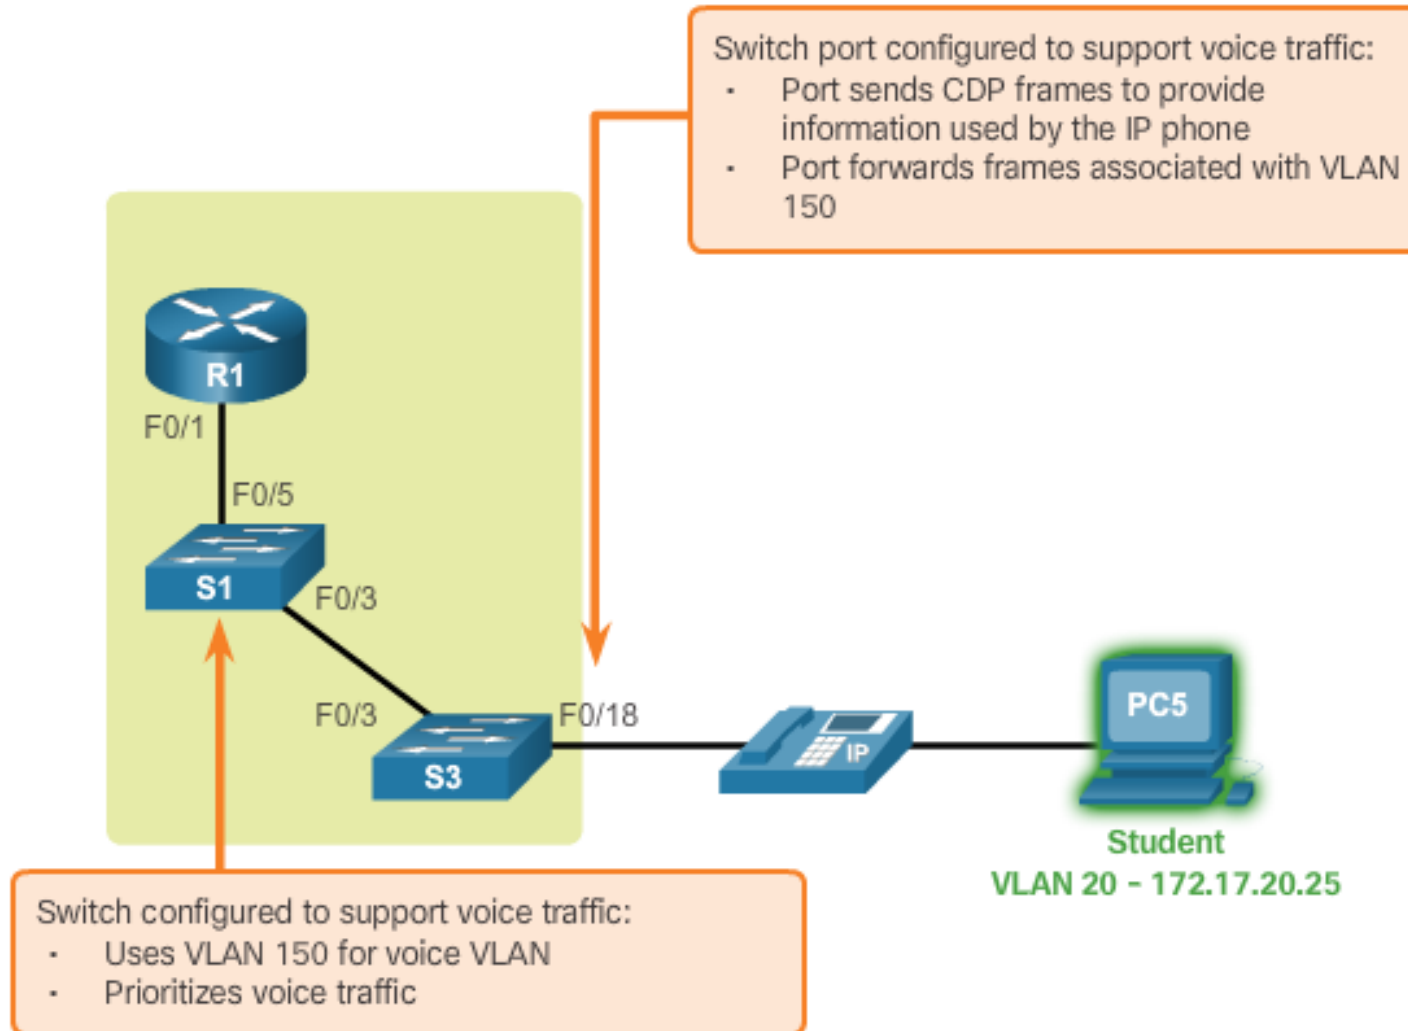 Switch port configured to support voice traffic:
· Port sends CDP frames to provide
information used by the IP phone
· Port forwards frames associated with VLAN
150
R1
F0/1
F0/5
S1
F0/3
F0/3
F0/18
S3
IP
PC5
Student
VLAN 20 - 172.17.20.25
Switch configured to support voice traffic:
· Uses VLAN 150 for voice VLAN
· Prioritizes voice traffic